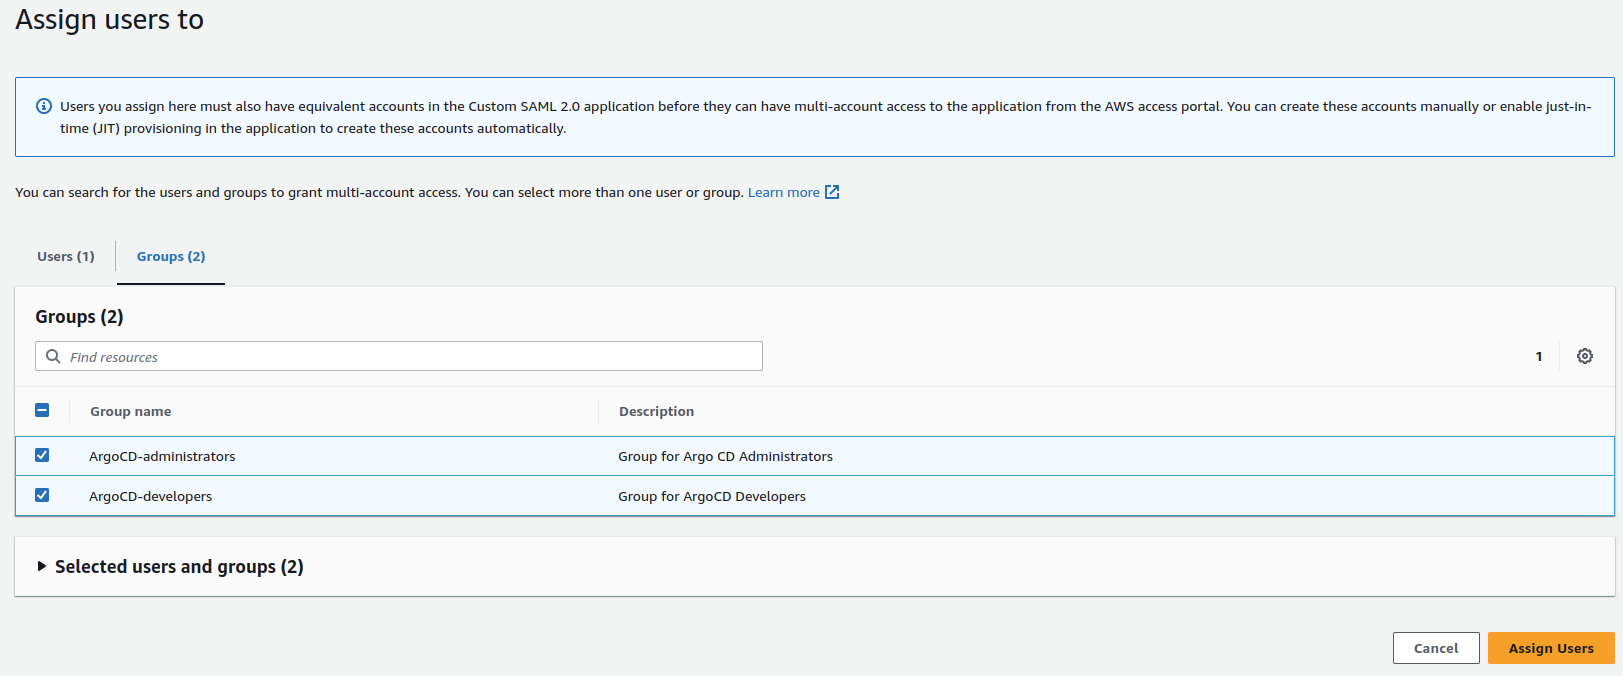 Assign users to
Users you assign here must also have equivalent accounts in the Custom SAML 2.0 application before they can have multi-account access to the application from the AWS access portal. You can create these accounts manually or enable just-in-
time (JIT) provisioning in the application to create these accounts automatically.
You can search for the users and groups to grant multi-account access. You can select more than one user or group. Learn more
Users (1)
Groups (2)
Groups (2)
Find resources
1
Group name
Description
ArgoCD-administrators
Group for Argo CD Administrators
ArgoCD-developers
Group for ArgoCD Developers
Selected users and groups (2)
Cancel
Assign Users